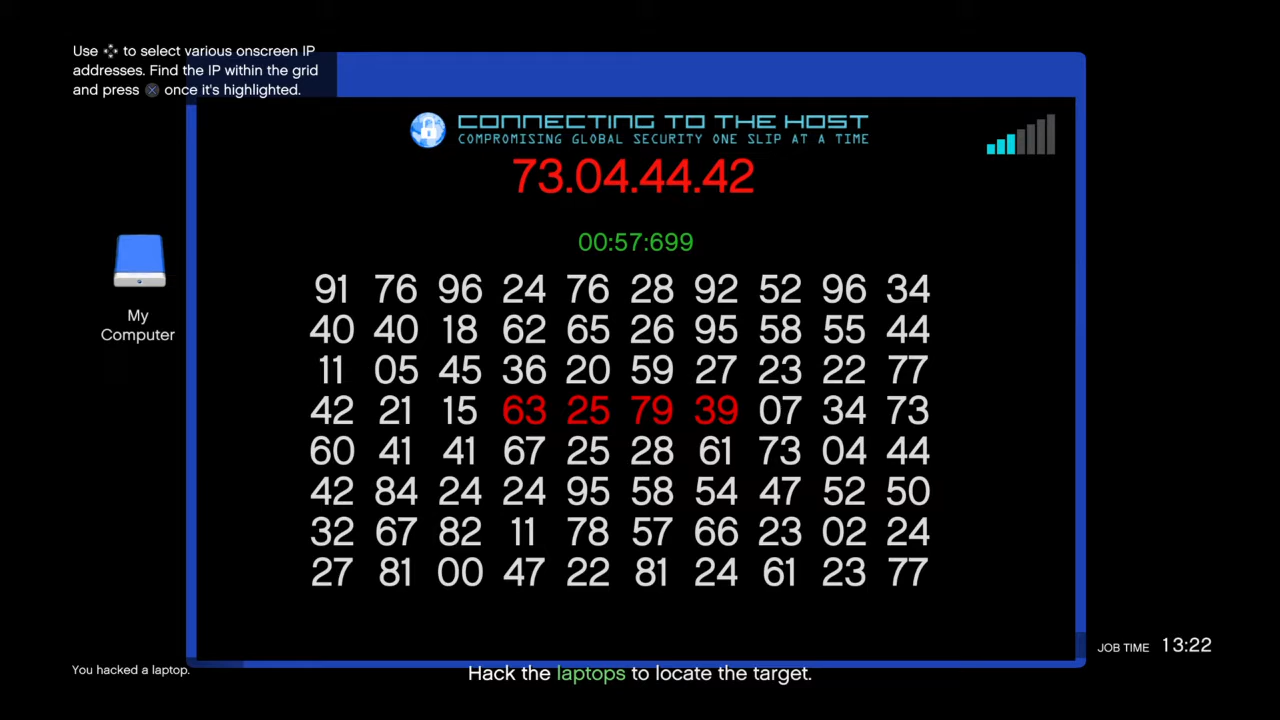 Use to select various onscreen IP
addresses. Find the IP within the grid
and press once it's highlighted.
CONNECTING TO THE HOST
COMPROMISING GLOBAL SECURITY ONE SLIP AT A TIME
73.04.44.42
00:57:699
91 76 96 24 76 28 92 52 96 34
40 40 18 62 65 26 95 58 55 44
11 05 45 36 20 59 27 23 22 77
42 21 15 63 25 79 39 07 34 73
60 41 41 67 25 28 61 73 04 44
42 84 24 24 95 58 54 47 52 50
32 67 82 11 78 57 66 23 02 24
27 81 00 47 22 81 24 61 23 77
My
Computer
JOB TIME 13:22
You hacked a laptop.
Hack the laptops to locate the target.